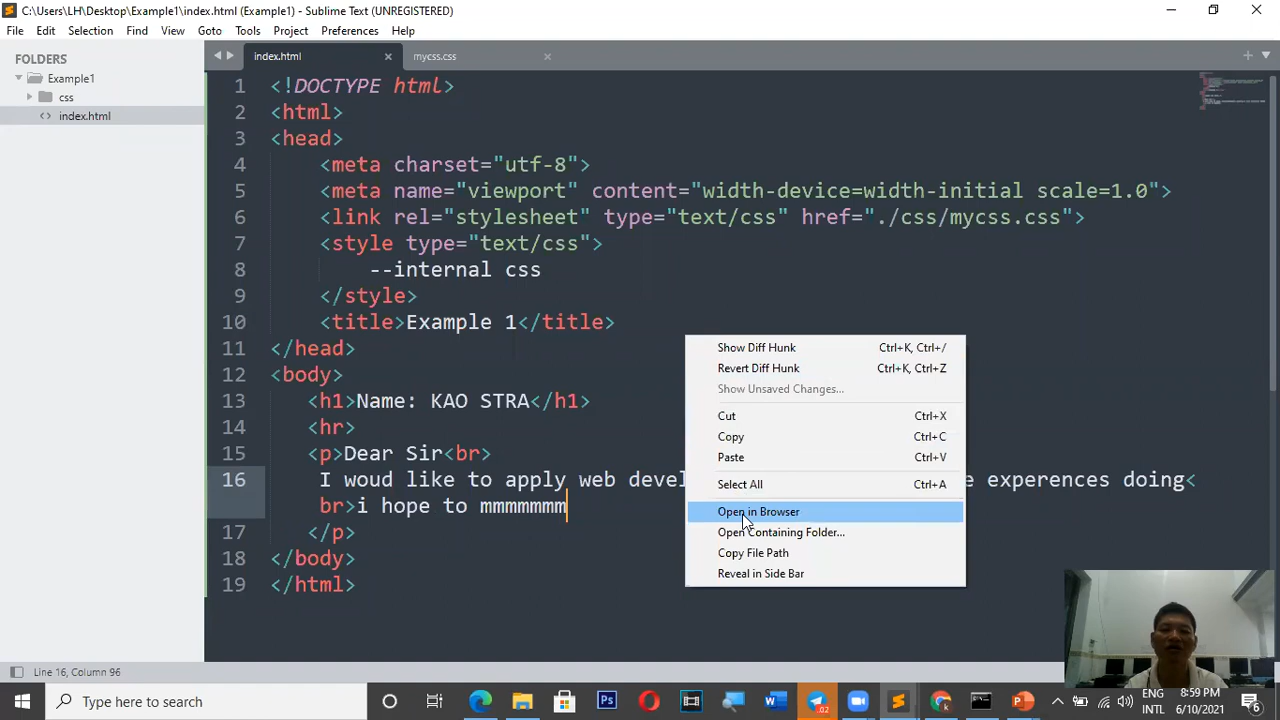 C:\Users\LH\Desktop\Example1\index.html (Example1) - Sublime Text (UNREGISTERED)
File Edit Selection Find View Goto Tools Project Preferences Help
FOLDERS
Example1
css
index.html
index.html mycss.css
1 <!DOCTYPE html>
2 <html>
3 <head>
4 <meta charset="utf-8">
5 <meta name="viewport" content="width-device=width-initial scale=1.0">
6 <link rel="stylesheet" type="text/css" href="./css/mycss.css">
7 <style type="text/css">
8 --internal css
9 </style>
10 <title>Example 1</title>
11 </head>
12 <body>
13 <h1>Name: KAO STRA</h1>
14 <hr>
15 <p>Dear Sir<br>
16 I woud like to apply web devel e experences doing<
br>i hope to mmmmmmm
17 </p>
18 </body>
19 </html>
Show Diff Hunk Ctrl+K, Ctrl+/
Revert Diff Hunk Ctrl+K, Ctrl+Z
Show Unsaved Changes...
Cut Ctrl+X
Copy Ctrl+C
Paste Ctrl+V
Select All Ctrl+A
Open in Browser
Open Containing Folder...
Copy File Path
Reveal in Side Bar
Line 16, Column 96
Type here to search
Ps
02
ENG
INTL
8:59 PM
6/10/2021
6